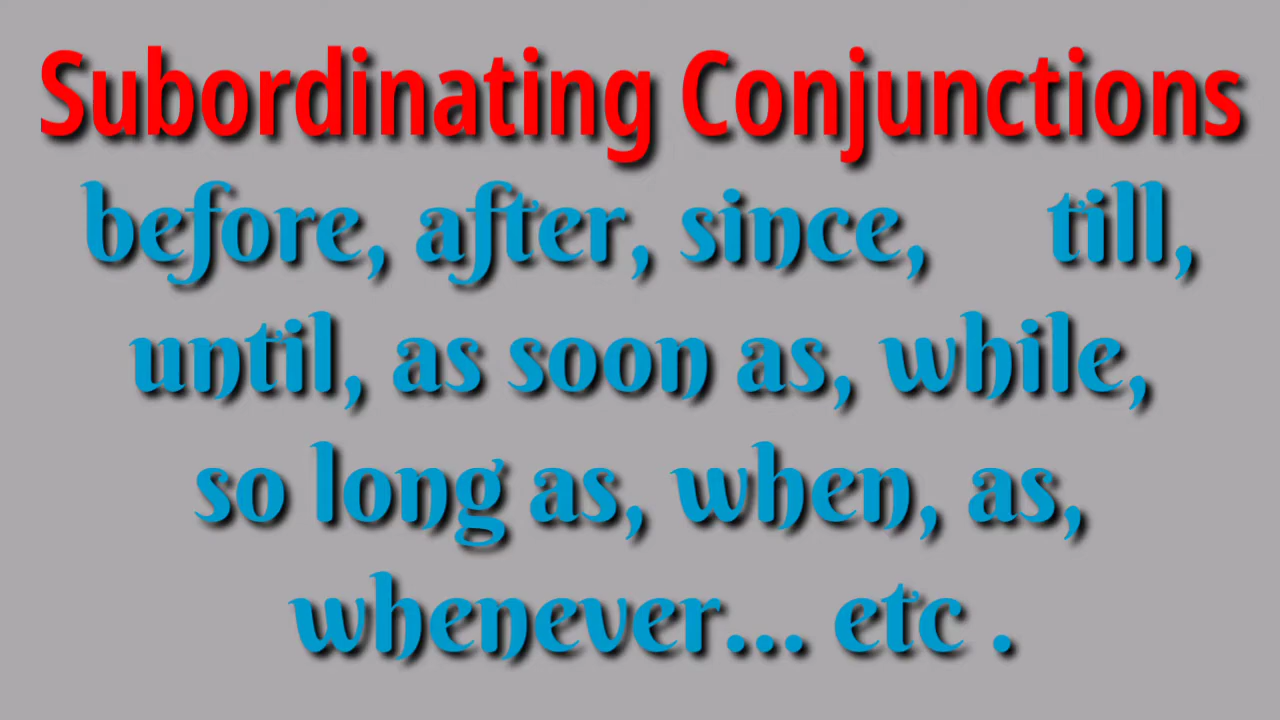 Subordinating Conjunctions
before, after, since, till,
until, as soon as, while,
so long as, when, as,
whenever... etc .